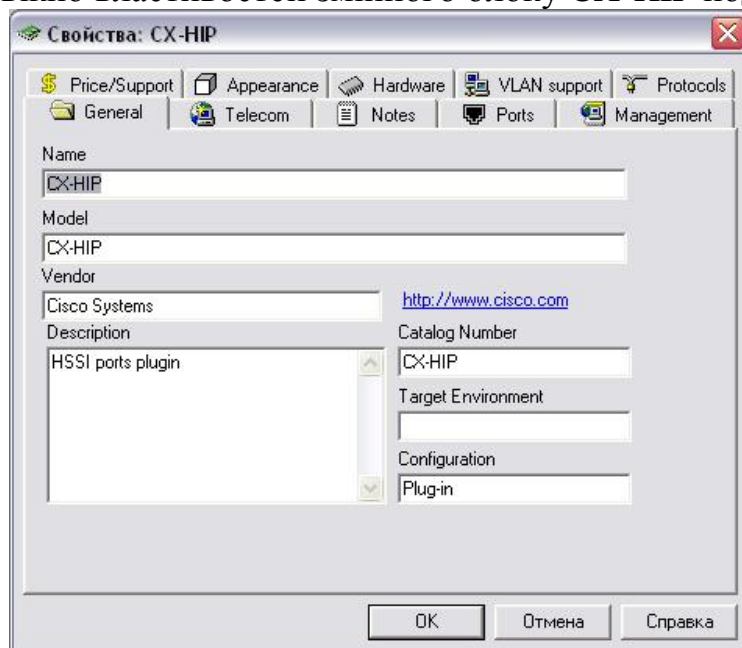 Свойства: CX-HIP
Price/Support Appearance Hardware VLAN support Protocols
General Telecom Notes Ports Management
Name
CX-HIP
Model
CX-HIP
Vendor
Cisco Systems
http://www.cisco.com
Description
HSSI ports plugin
Catalog Number
CX-HIP
Target Environment
Configuration
Plug-in
OK Отмена Справка